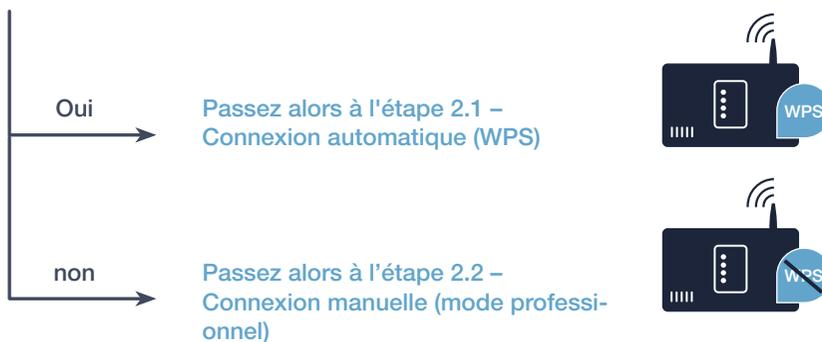 Oui
Passez alors à l'étape 2.1 –
Connexion automatique (WPS)
WPS
non
Passez alors à l’étape 2.2 –
Connexion manuelle (mode professi-
onnel)
WPS